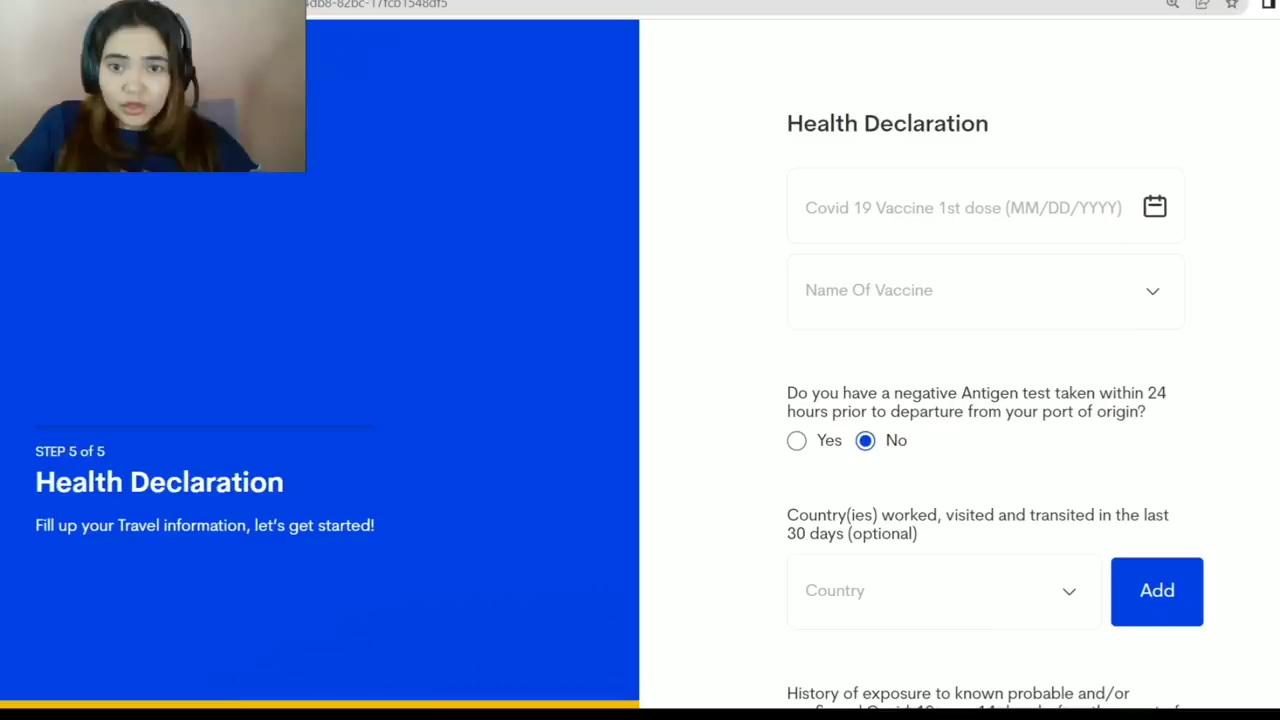 Health Declaration
Covid 19 Vaccine 1st dose (MM/DD/YYYY)
Name Of Vaccine
Do you have a negative Antigen test taken within 24
hours prior to departure from your port of origin?
Yes No
Country(ies) worked, visited and transited in the last
30 days (optional)
Country
Add
History of exposure to known probable and/or
STEP 5 of 5
Health Declaration
Fill up your Travel information, let's get started!